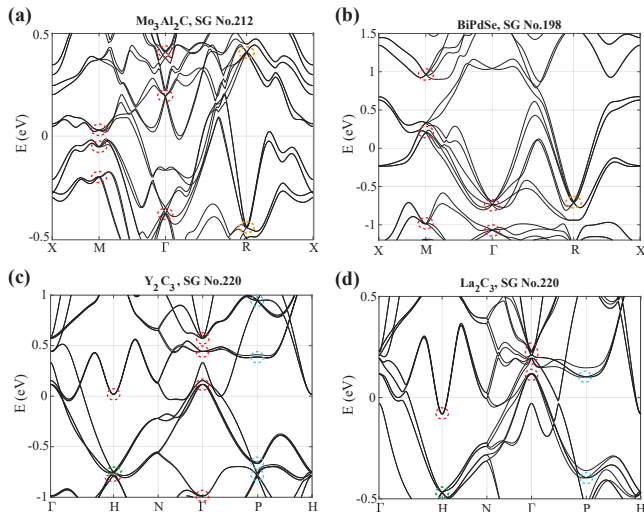 (a) Mo3Al2C, SG No.212
0.5
0
-0.5
E (eV)
X M Γ R X
(b) BiPdSe, SG No.198
1.5
1
0.5
0
-0.5
-1
E (eV)
X M Γ R X
(c) Y2C3, SG No.220
1
0.5
0
-0.5
-1
E (eV)
Γ H N Γ P H
(d) La2C3, SG No.220
0.5
0
-0.5
E (eV)
Γ H N Γ P H